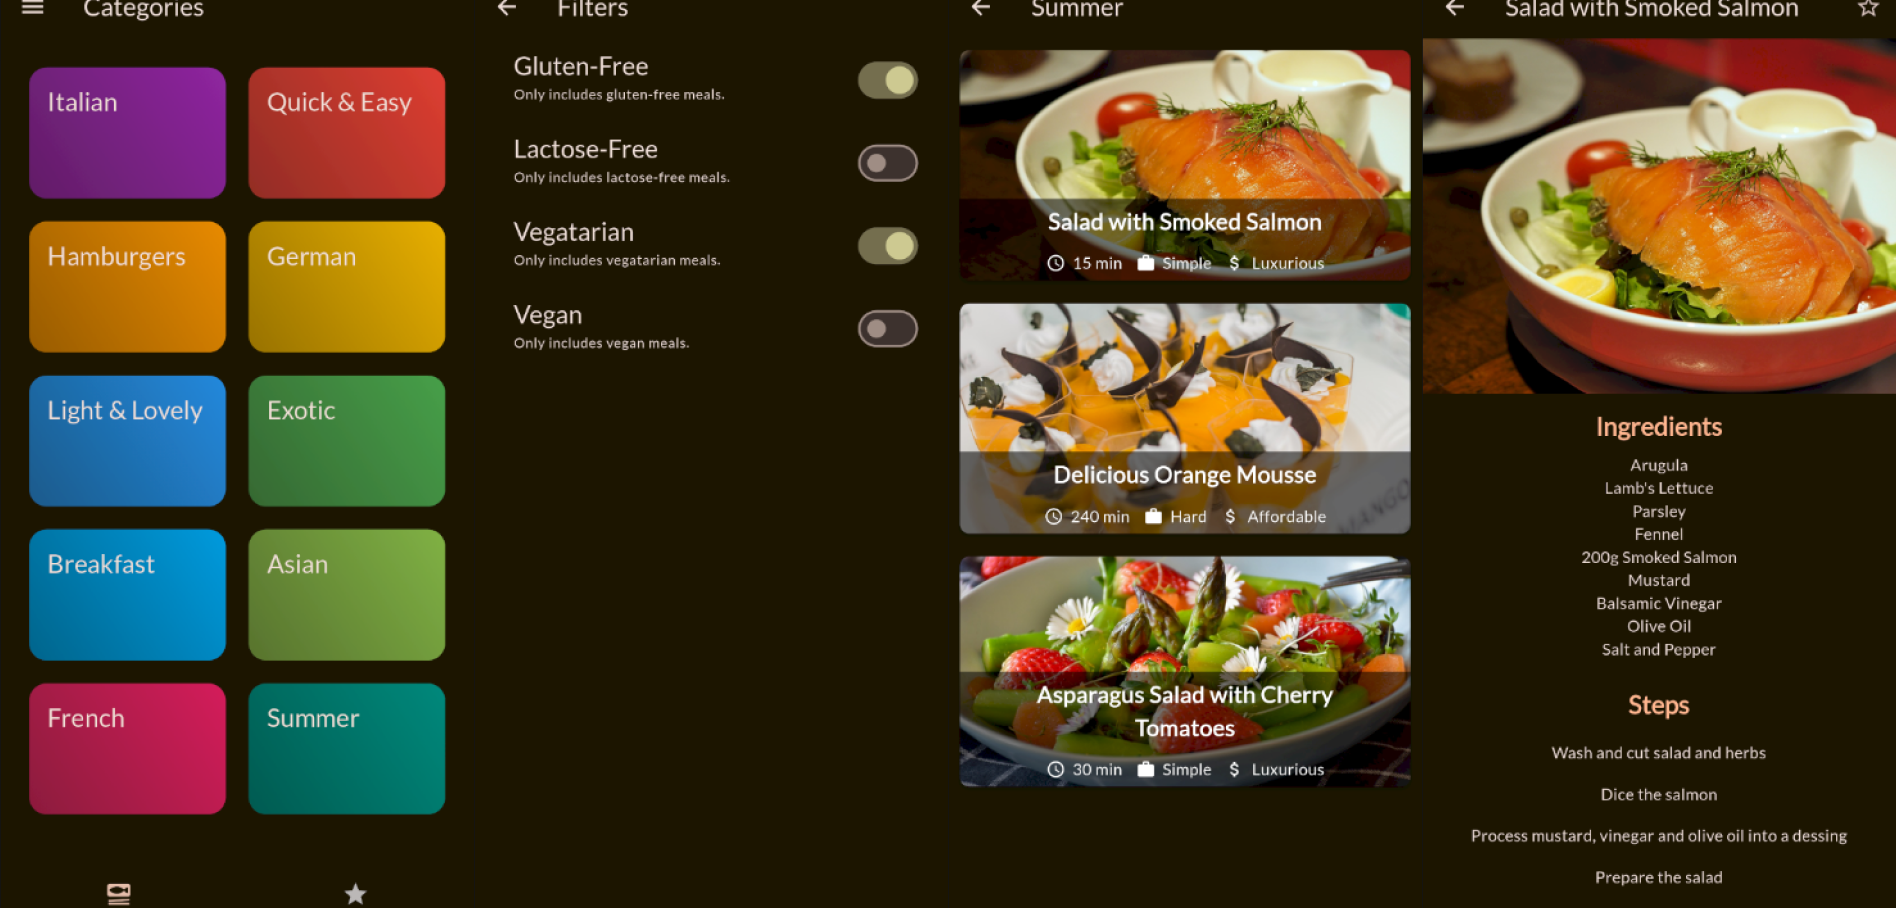 Categories
Italian
Quick & Easy
Hamburgers
German
Light & Lovely
Exotic
Breakfast
Asian
French
Summer
Filters
Gluten-Free
Only includes gluten-free meals.
Lactose-Free
Only includes lactose-free meals.
Vegatarian
Only includes vegatarian meals.
Vegan
Only includes vegan meals.
Summer
Salad with Smoked Salmon
15 min Simple $ Luxurious
Delicious Orange Mousse
240 min Hard $ Affordable
Asparagus Salad with Cherry
Tomatoes
30 min Simple $ Luxurious
Salad with Smoked Salmon
Ingredients
Arugula
Lamb's Lettuce
Parsley
Fennel
200g Smoked Salmon
Mustard
Balsamic Vinegar
Olive Oil
Salt and Pepper
Steps
Wash and cut salad and herbs
Dice the salmon
Process mustard, vinegar and olive oil into a dessing
Prepare the salad